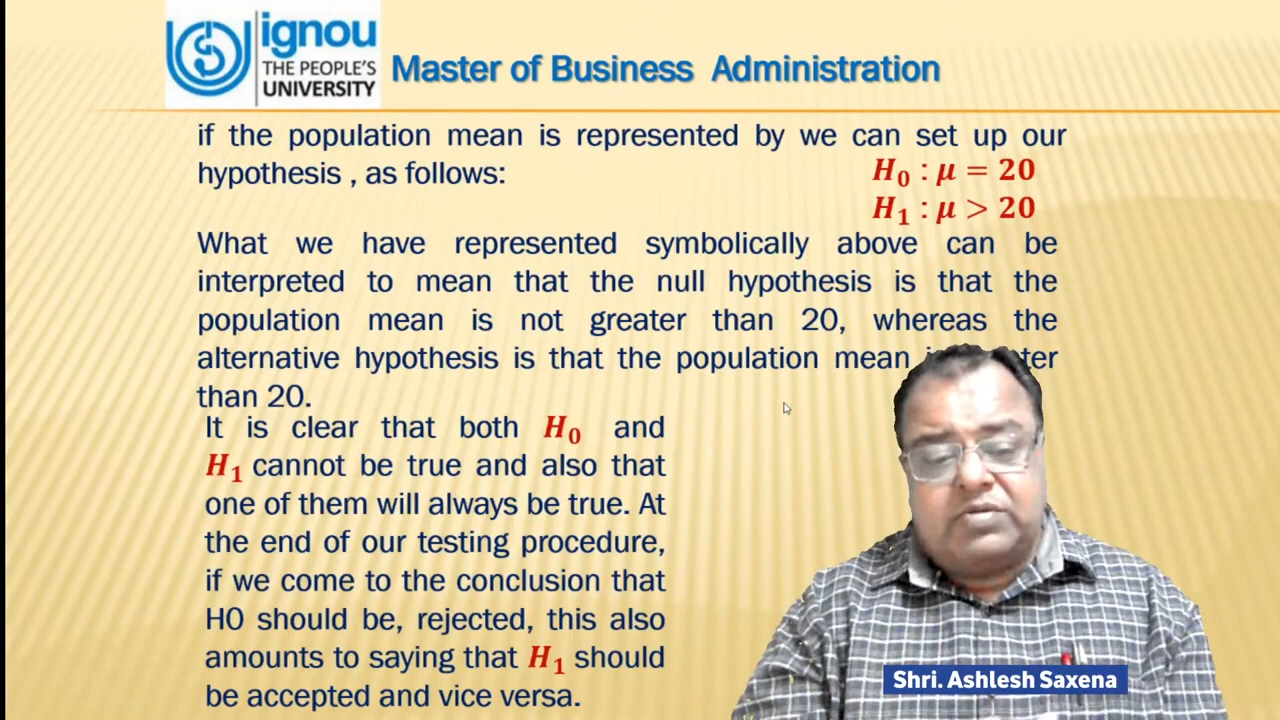 ignou
THE PEOPLE'S
UNIVERSITY
Master of Business Administration
if the population mean is represented by we can set up our
hypothesis , as follows:
H₀ : μ = 20
H₁ : μ > 20
What we have represented symbolically above can be
interpreted to mean that the null hypothesis is that the
population mean is not greater than 20, whereas the
alternative hypothesis is that the population mean
than 20.
It is clear that both H₀ and
H₁ cannot be true and also that
one of them will always be true. At
the end of our testing procedure,
if we come to the conclusion that
HO should be, rejected, this also
amounts to saying that H₁ should
be accepted and vice versa.
Shri. Ashlesh Saxena